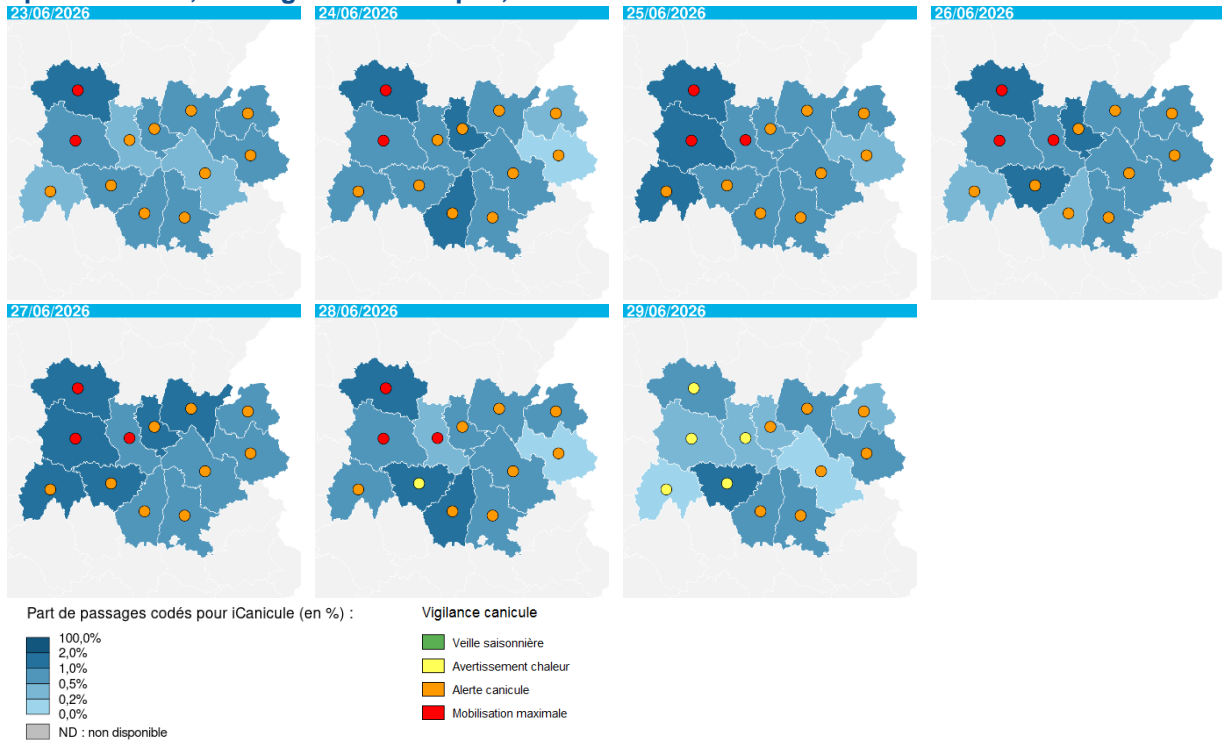 23/06/2026
24/06/2026
25/06/2026
26/06/2026
27/06/2026
28/06/2026
29/06/2026
Part de passages codés pour iCanicule (en %) :
100,0%
2,0%
1,0%
0,5%
0,2%
0,0%
ND : non disponible
Vigilance canicule
Veille saisonnière
Avertissement chaleur
Alerte canicule
Mobilisation maximale